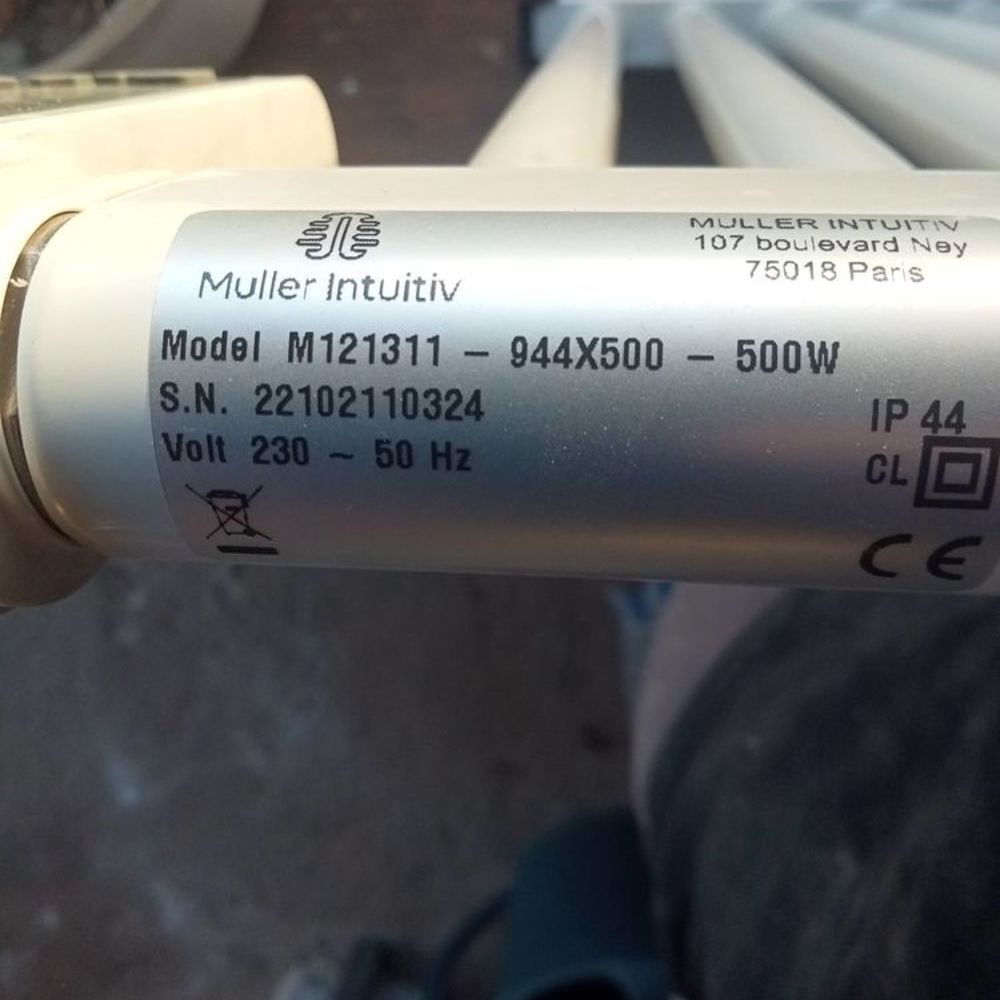 Muller Intuitiv
MULLER INTUITIV
107 boulevard Ney
75018 Paris
Model M121311 – 944X500 – 500W
S.N. 22102110324
Volt 230 ~ 50 Hz
IP 44
CL
CE